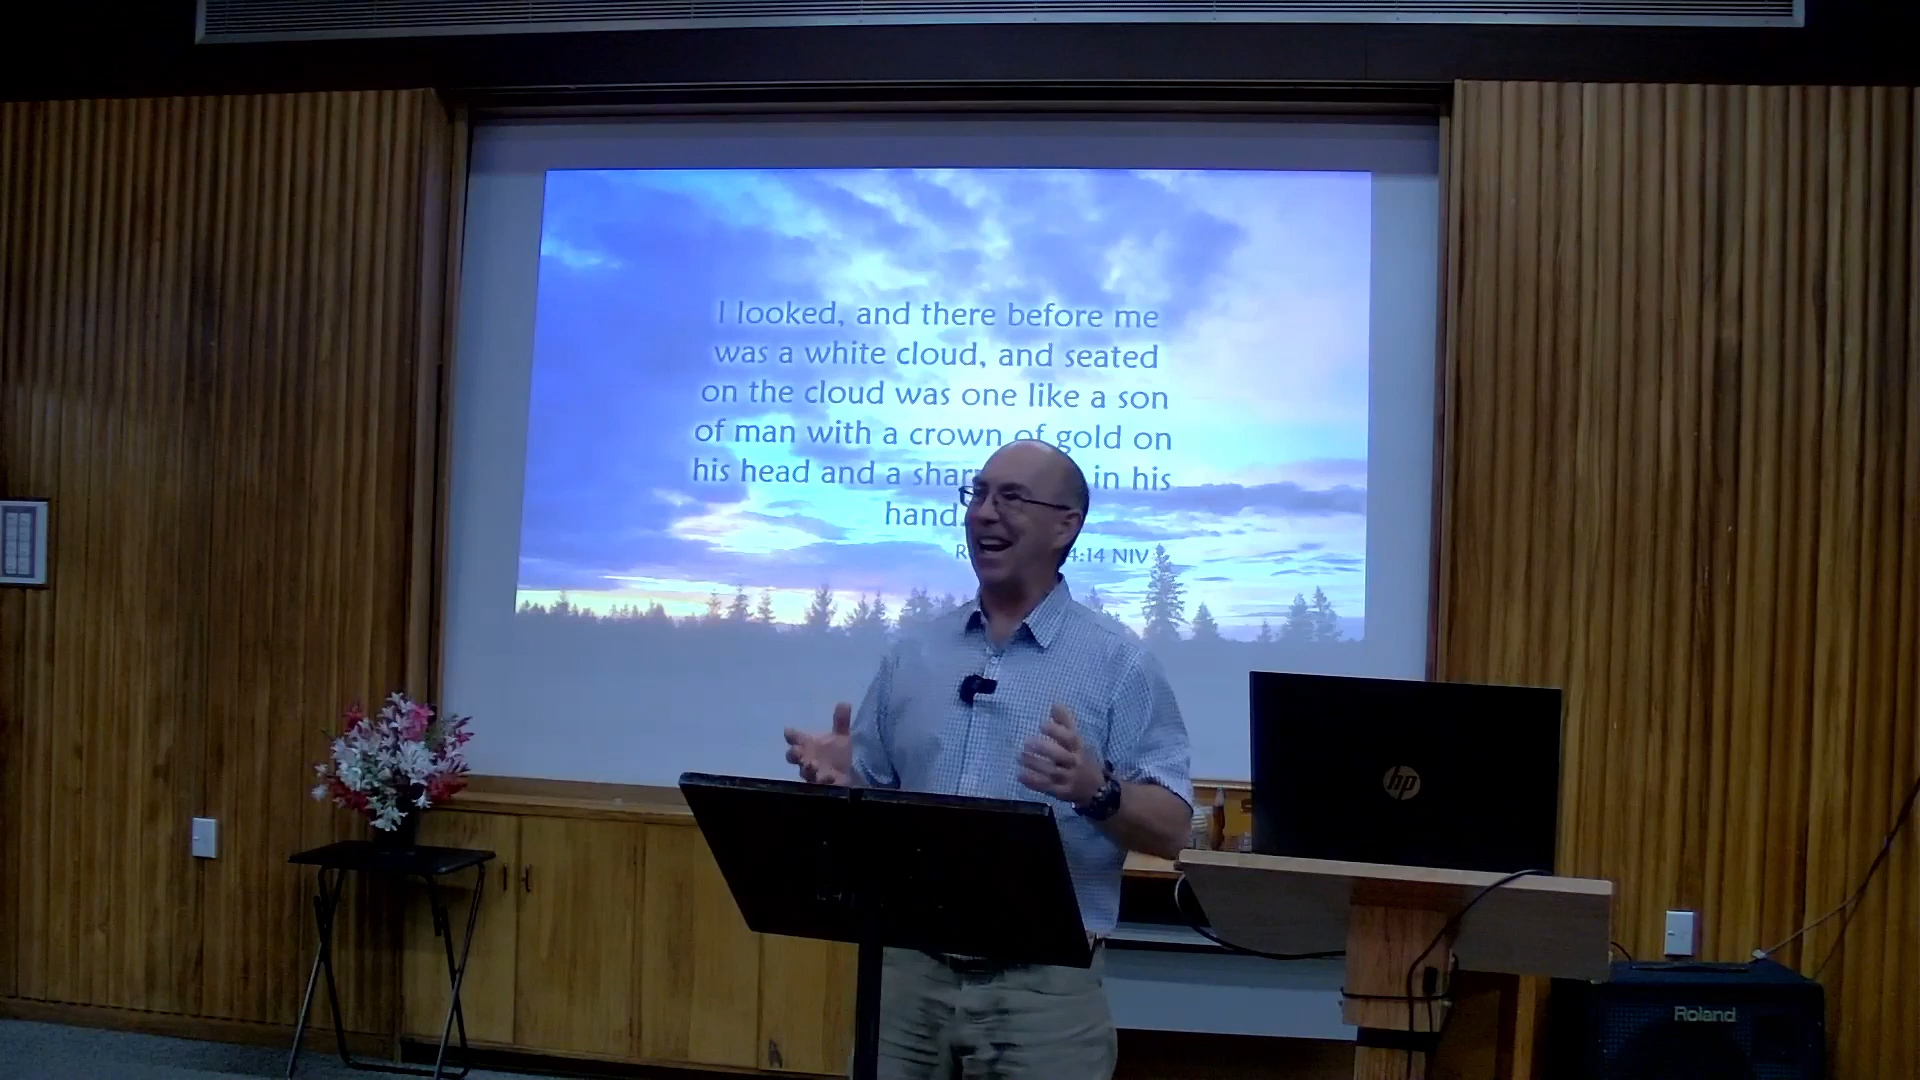 I looked, and there before me
was a white cloud, and seated
on the cloud was one like a son
of man with a crown of gold on
his head and a in his
hand.
4:14 NIV
hp
Roland